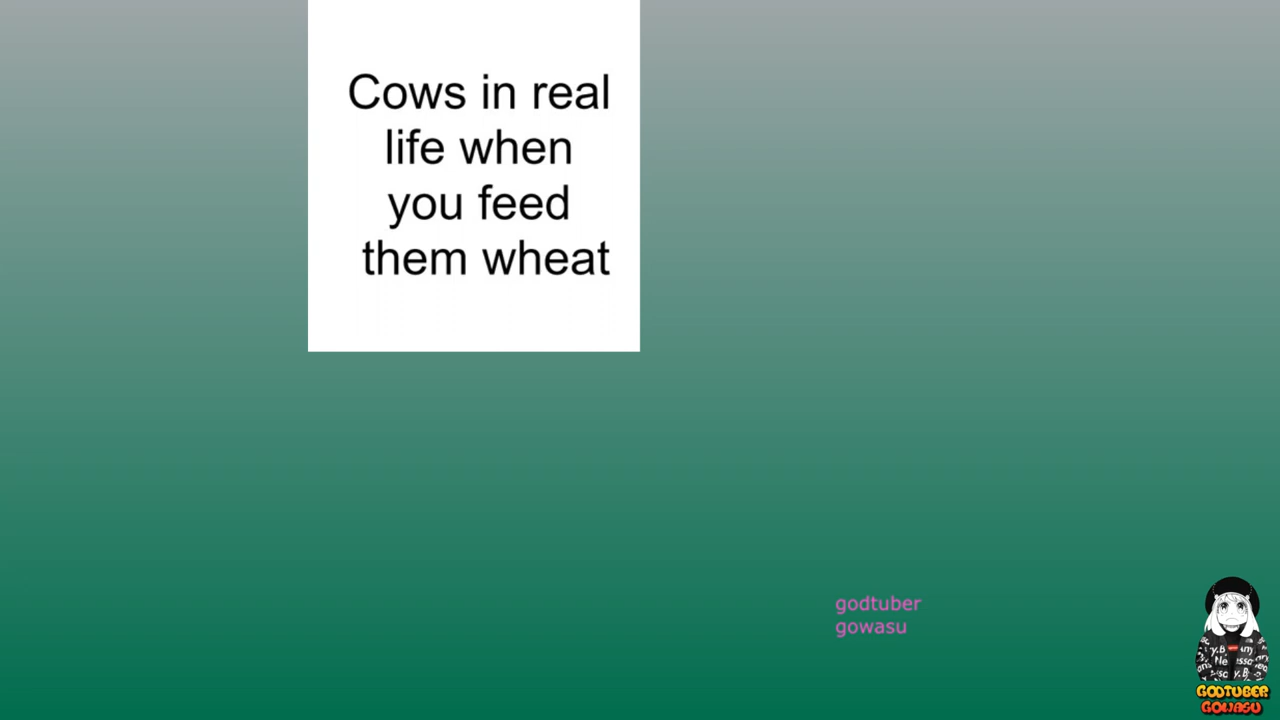 Cows in real
life when
you feed
them wheat
godtuber
gowasu
GODTUBER
GOWASU